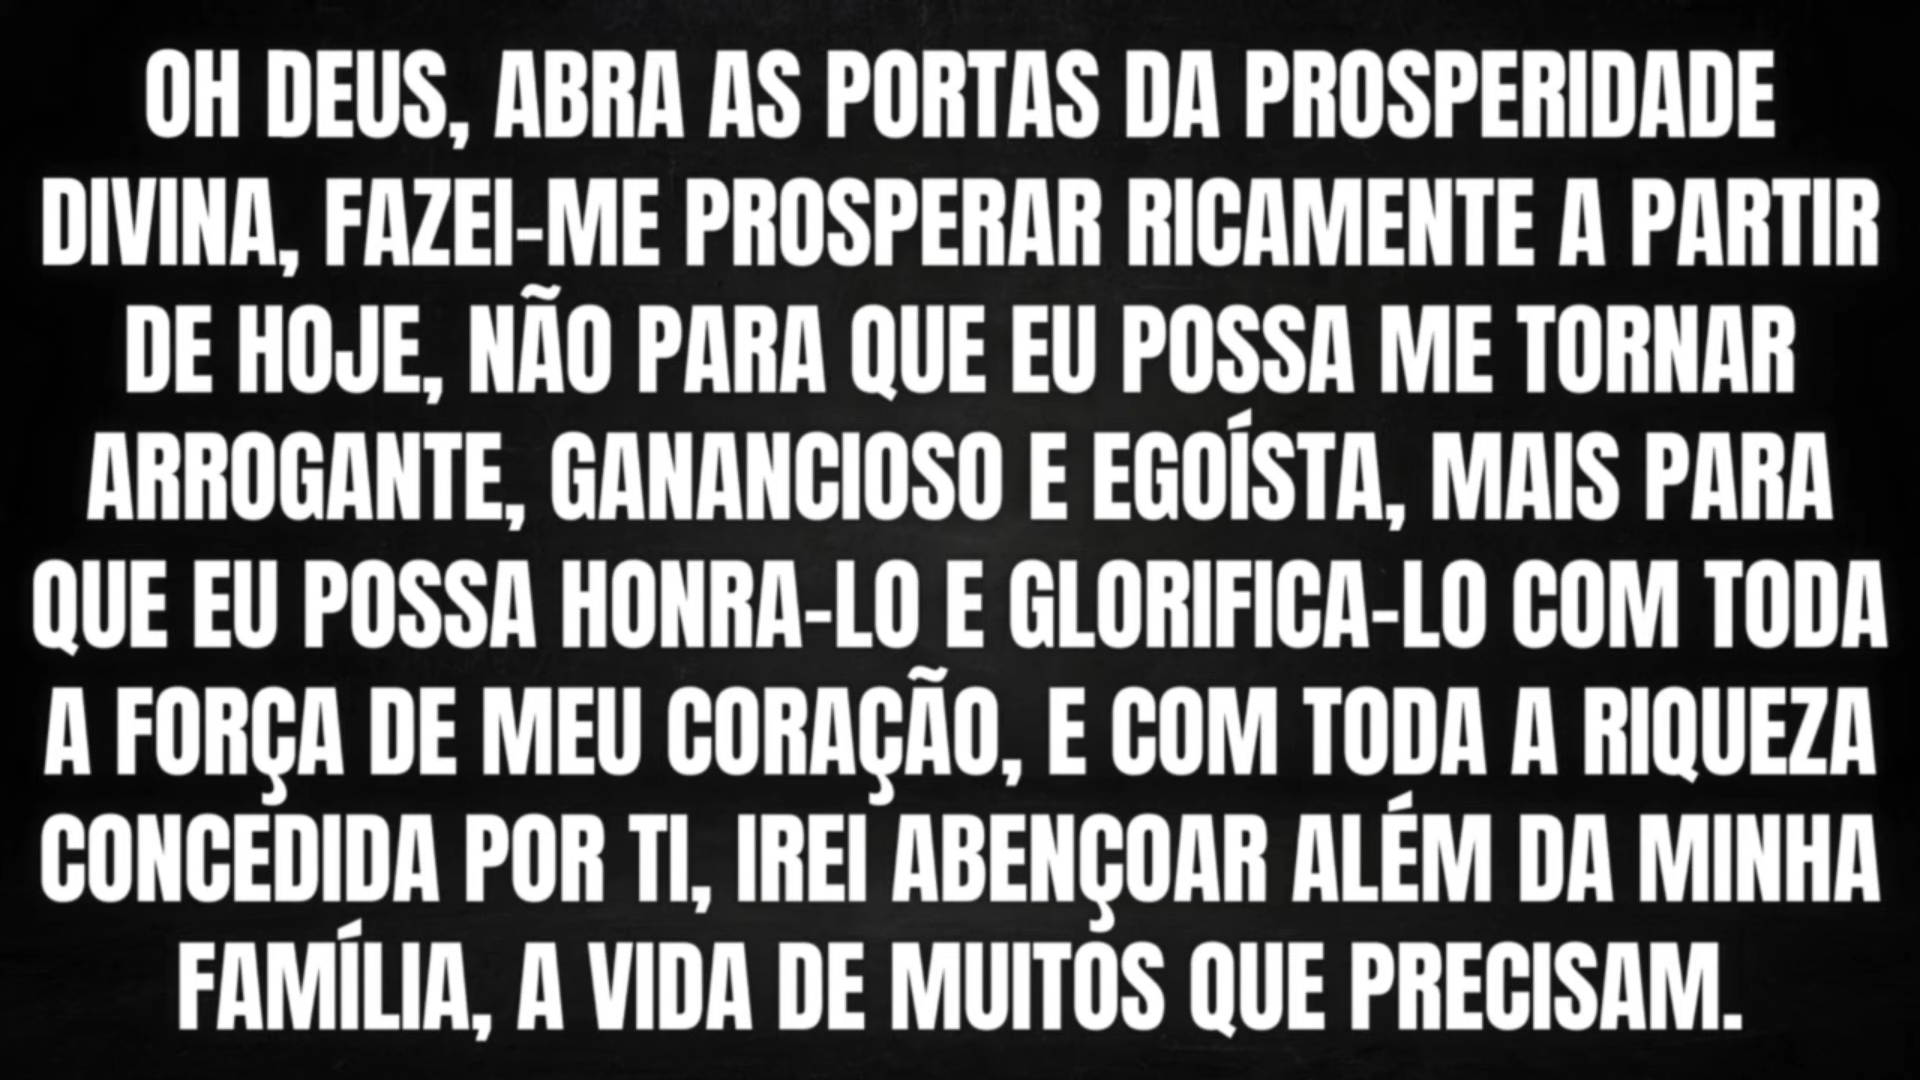 OH DEUS, ABRA AS PORTAS DA PROSPERIDADE
DIVINA, FAZEI-ME PROSPERAR RICAMENTE A PARTIR
DE HOJE, NÃO PARA QUE EU POSSA ME TORNAR
ARROGANTE, GANANCIOSO E EGOÍSTA, MAIS PARA
QUE EU POSSA HONRA-LO E GLORIFICA-LO COM TODA
A FORÇA DE MEU CORAÇÃO, E COM TODA A RIQUEZA
CONCEDIDA POR TI, IREI ABENÇOAR ALÉM DA MINHA
FAMÍLIA, A VIDA DE MUITOS QUE PRECISAM.